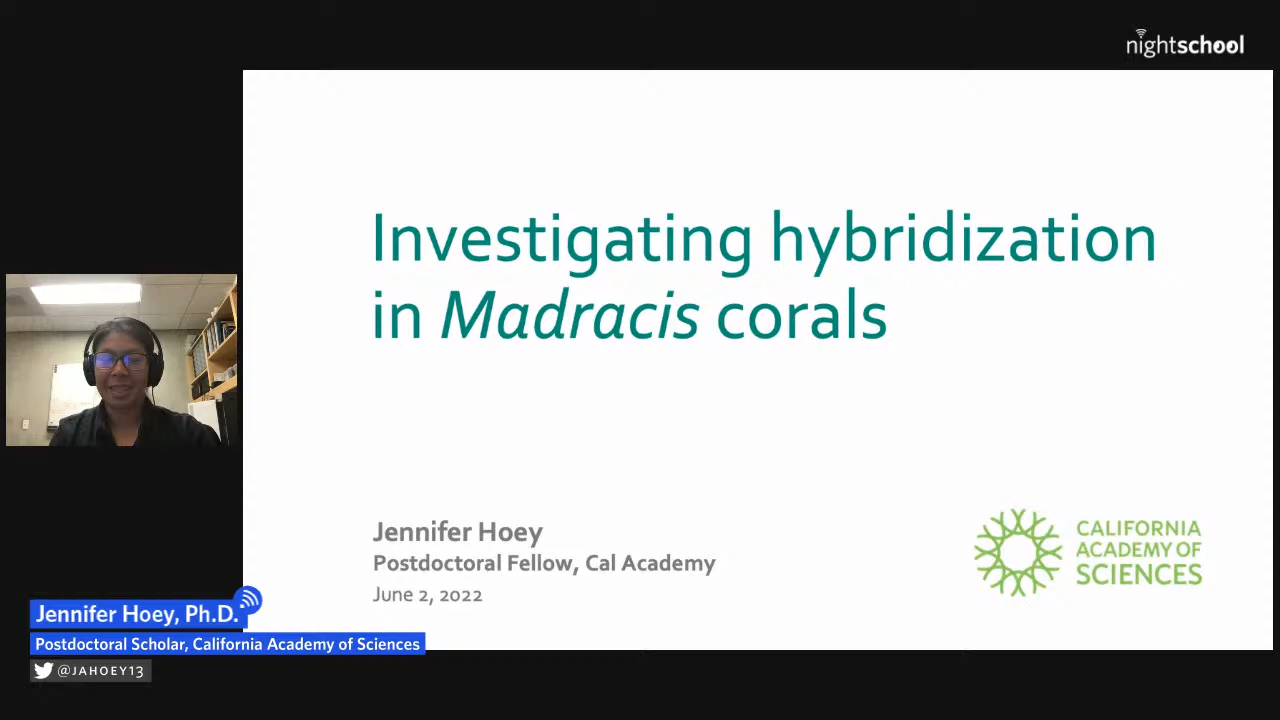 nightschool
Investigating hybridization
in Madracis corals
Jennifer Hoey
Postdoctoral Fellow, Cal Academy
June 2, 2022
CALIFORNIA
ACADEMY OF
SCIENCES
Jennifer Hoey, Ph.D.
Postdoctoral Scholar, California Academy of Sciences
@JAHOEY13